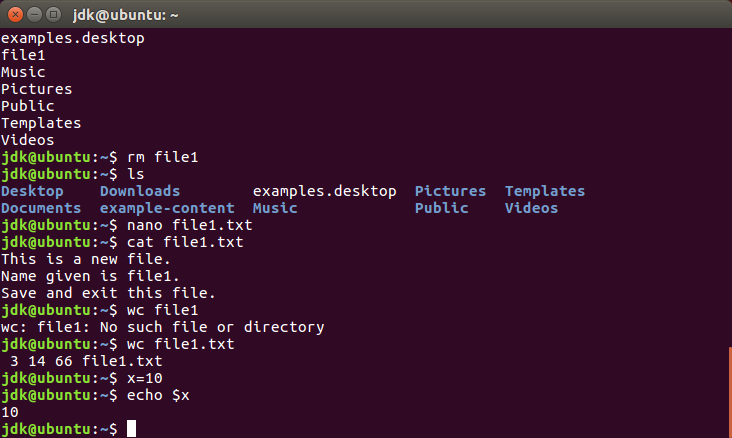 jdk@ubuntu: ~
examples.desktop
file1
Music
Pictures
Public
Templates
Videos
jdk@ubuntu:~$ rm file1
jdk@ubuntu:~$ ls
Desktop    Downloads        examples.desktop  Pictures  Templates
Documents  example-content  Music             Public    Videos
jdk@ubuntu:~$ nano file1.txt
jdk@ubuntu:~$ cat file1.txt
This is a new file.
Name given is file1.
Save and exit this file.
jdk@ubuntu:~$ wc file1
wc: file1: No such file or directory
jdk@ubuntu:~$ wc file1.txt
 3 14 66 file1.txt
jdk@ubuntu:~$ x=10
jdk@ubuntu:~$ echo $x
10
jdk@ubuntu:~$